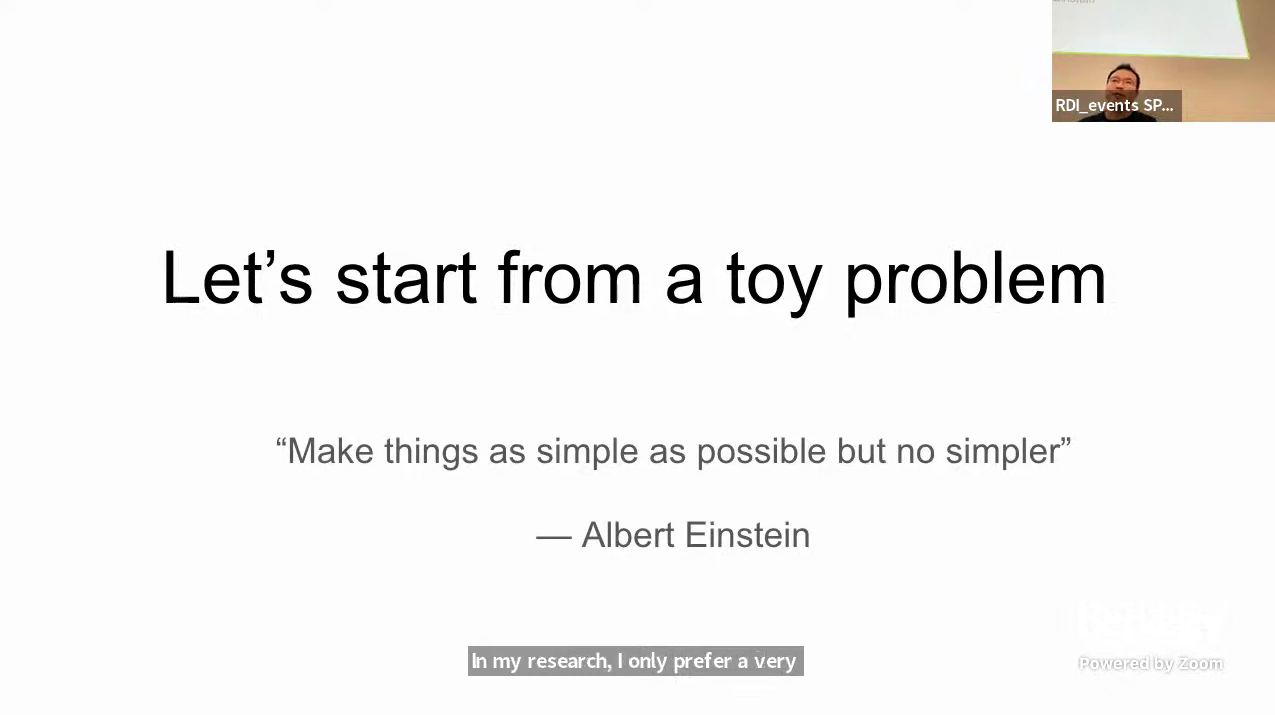 RDI_events SP...
Let’s start from a toy problem
“Make things as simple as possible but no simpler”
— Albert Einstein
In my research, I only prefer a very
Powered by Zoom